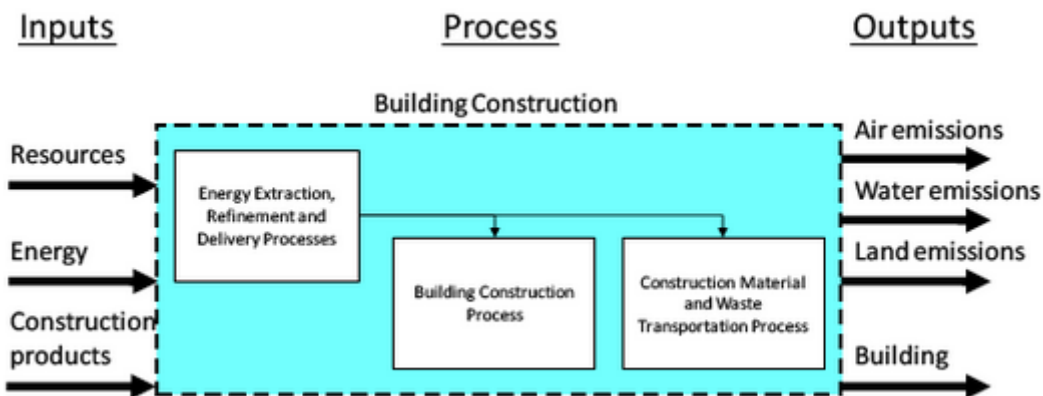 Inputs
Process
Outputs
Building Construction
Resources
Energy
Construction
products
Energy Extraction,
Refinement and
Delivery Processes
Building Construction
Process
Construction Material
and Waste
Transportation Process
Air emissions
Water emissions
Land emissions
Building